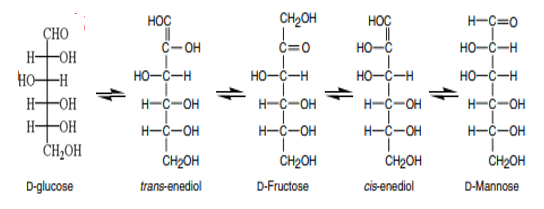 CHO
H OH
HO H
H OH
H OH
CH2OH
D-glucose
HOC
C-OH
HO-C-H
H-C-OH
H-C-OH
CH2OH
trans-enediol
CH2OH
C=O
HO-C-H
H-C-OH
H-C-OH
CH2OH
D-Fructose
HOC
HO-C
HO-C-H
H-C-OH
H-C-OH
CH2OH
cis-enediol
H-C=O
HO-C-H
HO-C-H
H-C-OH
H-C-OH
CH2OH
D-Mannose